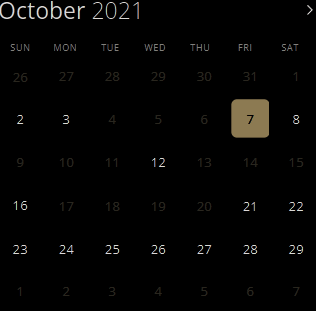 October 2021
SUN MON TUE WED THU FRI SAT
26 27 28 29 30 31 1
2 3 4 5 6 7 8
9 10 11 12 13 14 15
16 17 18 19 20 21 22
23 24 25 26 27 28 29
1 2 3 4 5 6 7